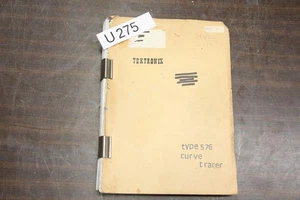 U275
TEKTRONIX
type 576
curve
tracer